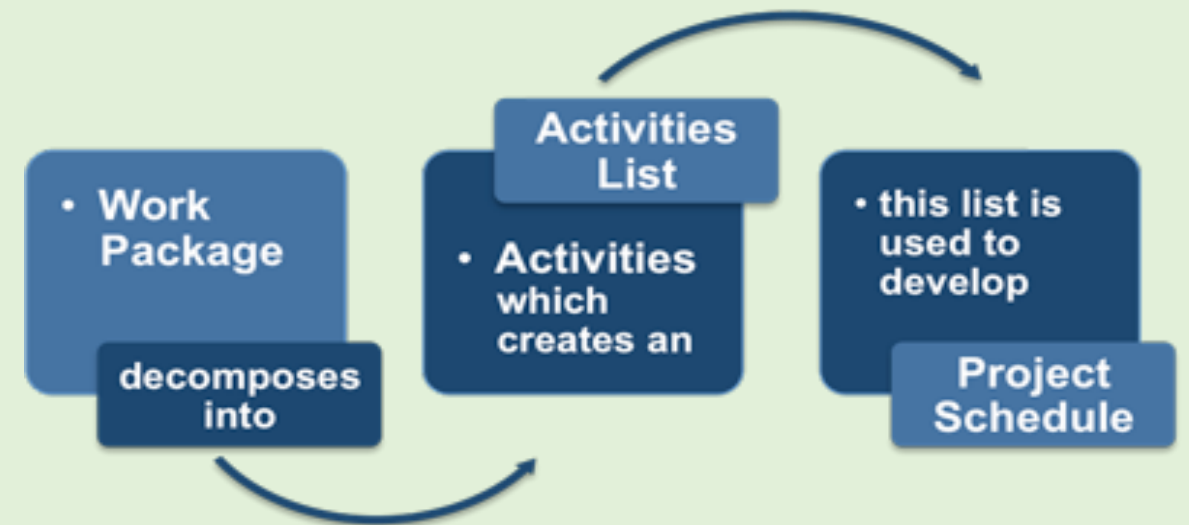 • Work
Package
decomposes
into
• Activities
which
creates an
Activities
List
• this list is
used to
develop
Project
Schedule